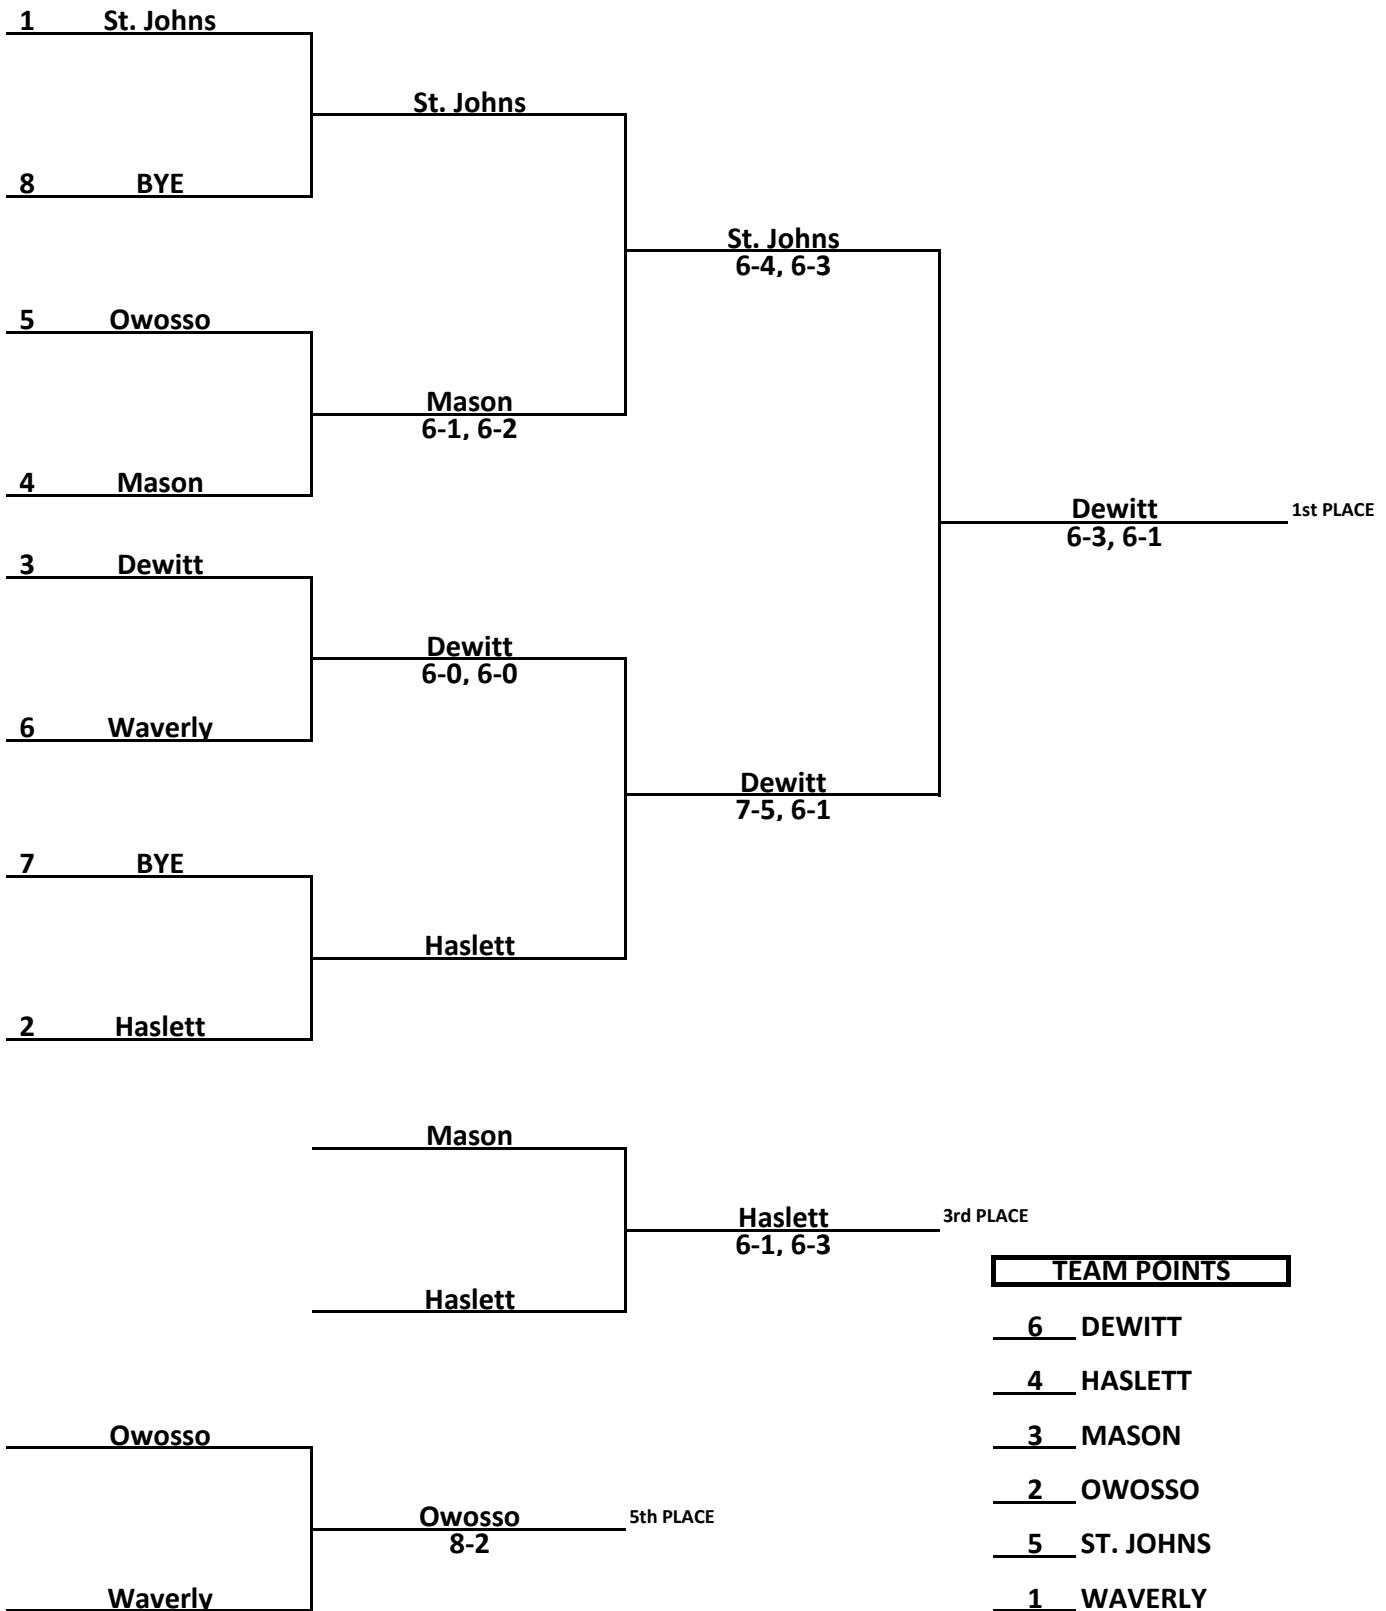 1 St. Johns
St. Johns
8 BYE
St. Johns
6-4, 6-3
5 Owosso
Mason
6-1, 6-2
4 Mason
Dewitt 1st PLACE
6-3, 6-1
3 Dewitt
Dewitt
6-0, 6-0
6 Waverly
Dewitt
7-5, 6-1
7 BYE
Haslett
2 Haslett
Mason
Haslett 3rd PLACE
6-1, 6-3
Haslett
TEAM POINTS
6 DEWITT
4 HASLETT
3 MASON
2 OWOSSO
5 ST. JOHNS
1 WAVERLY
Owosso
Owosso 5th PLACE
8-2
Waverly